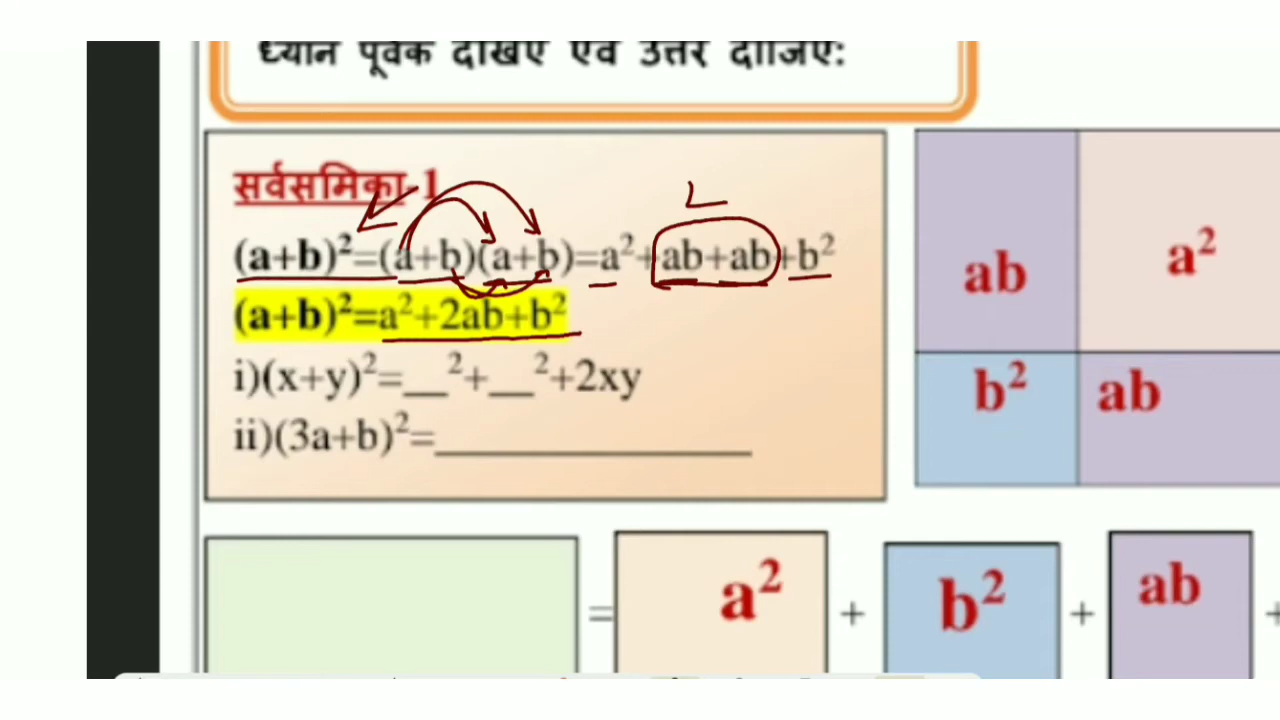 ध्यान पूर्वक देखिए एवं उत्तर दीजिए:
सर्वसमिका-1
(a+b)²=(a+b)(a+b)=a²+ab+ab+b²
(a+b)²=a²+2ab+b²
i)(x+y)²=__²+__²+2xy
ii)(3a+b)²=______________
ab a²
b² ab
= a² + b² + ab +